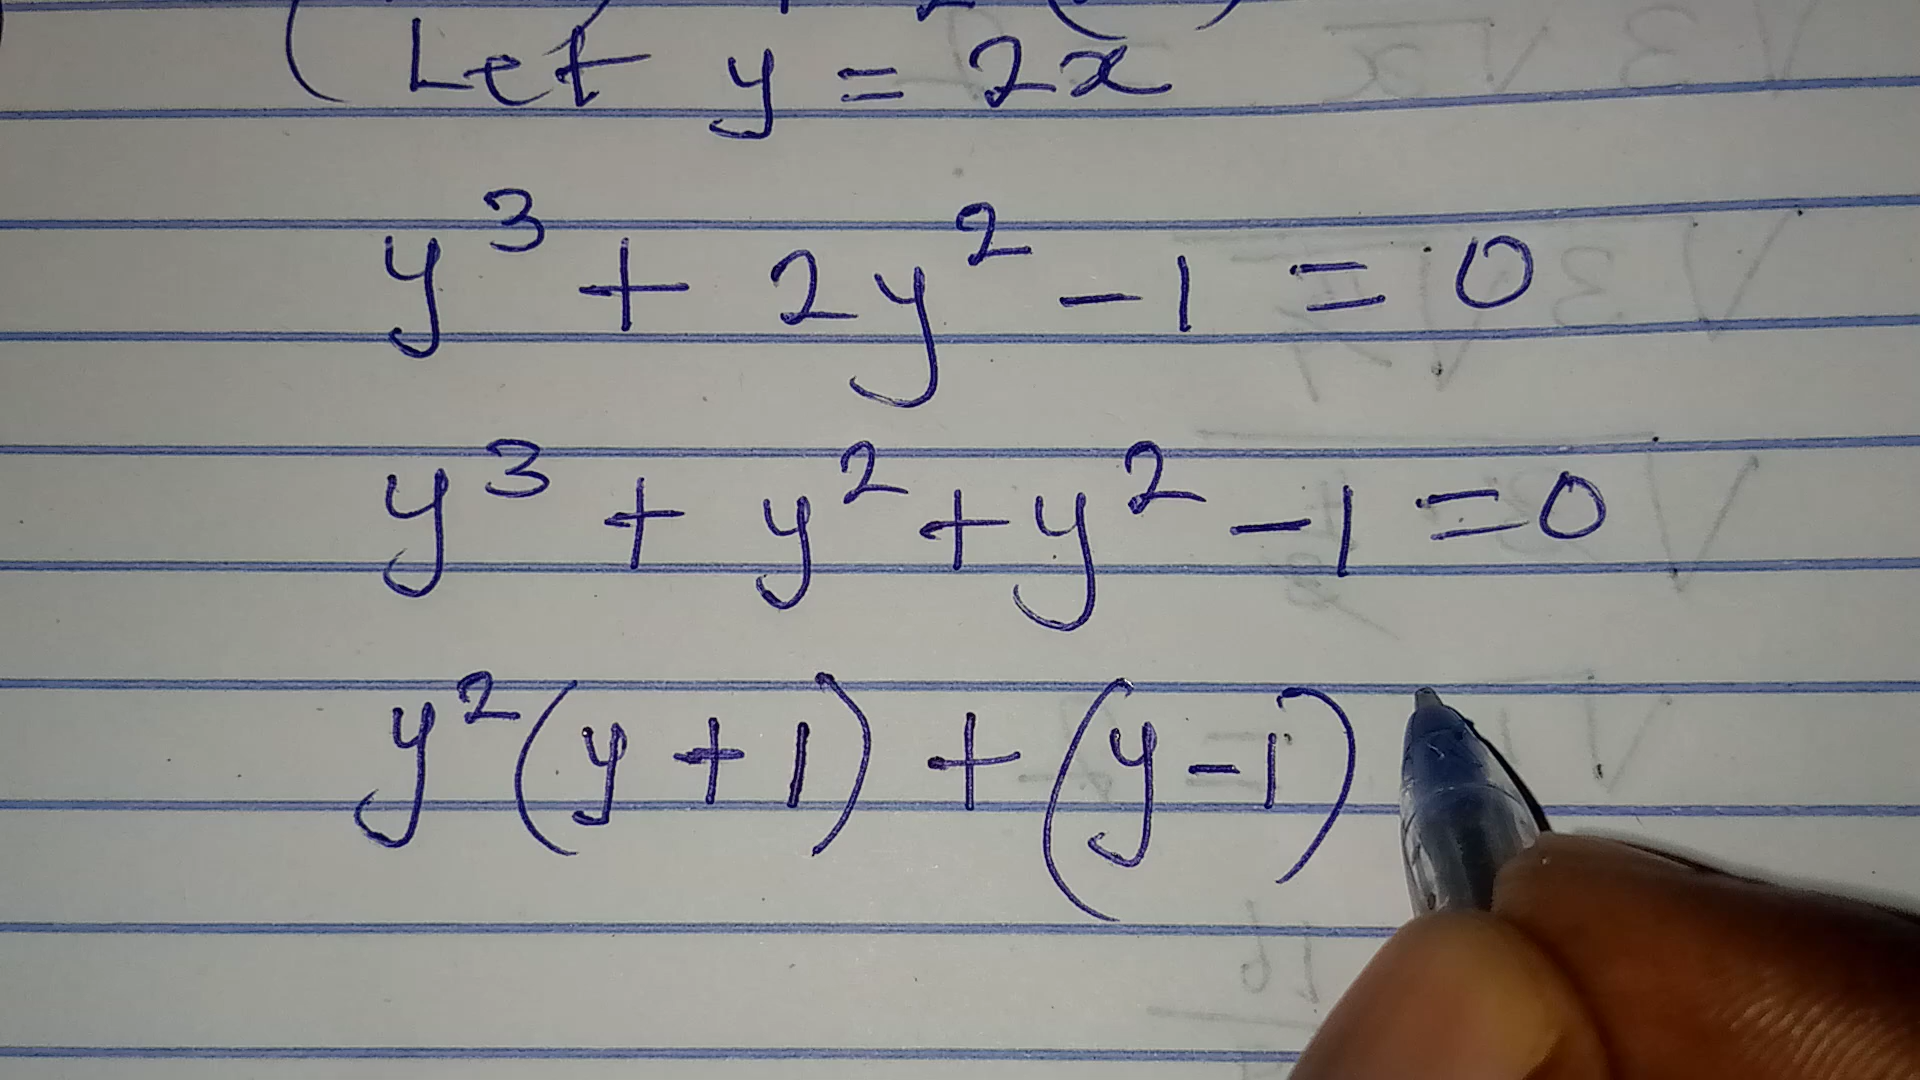 Let y = 2x
y³ + 2y² - 1 = 0
y³ + y² + y² - 1 = 0
y²(y + 1) + (y - 1)